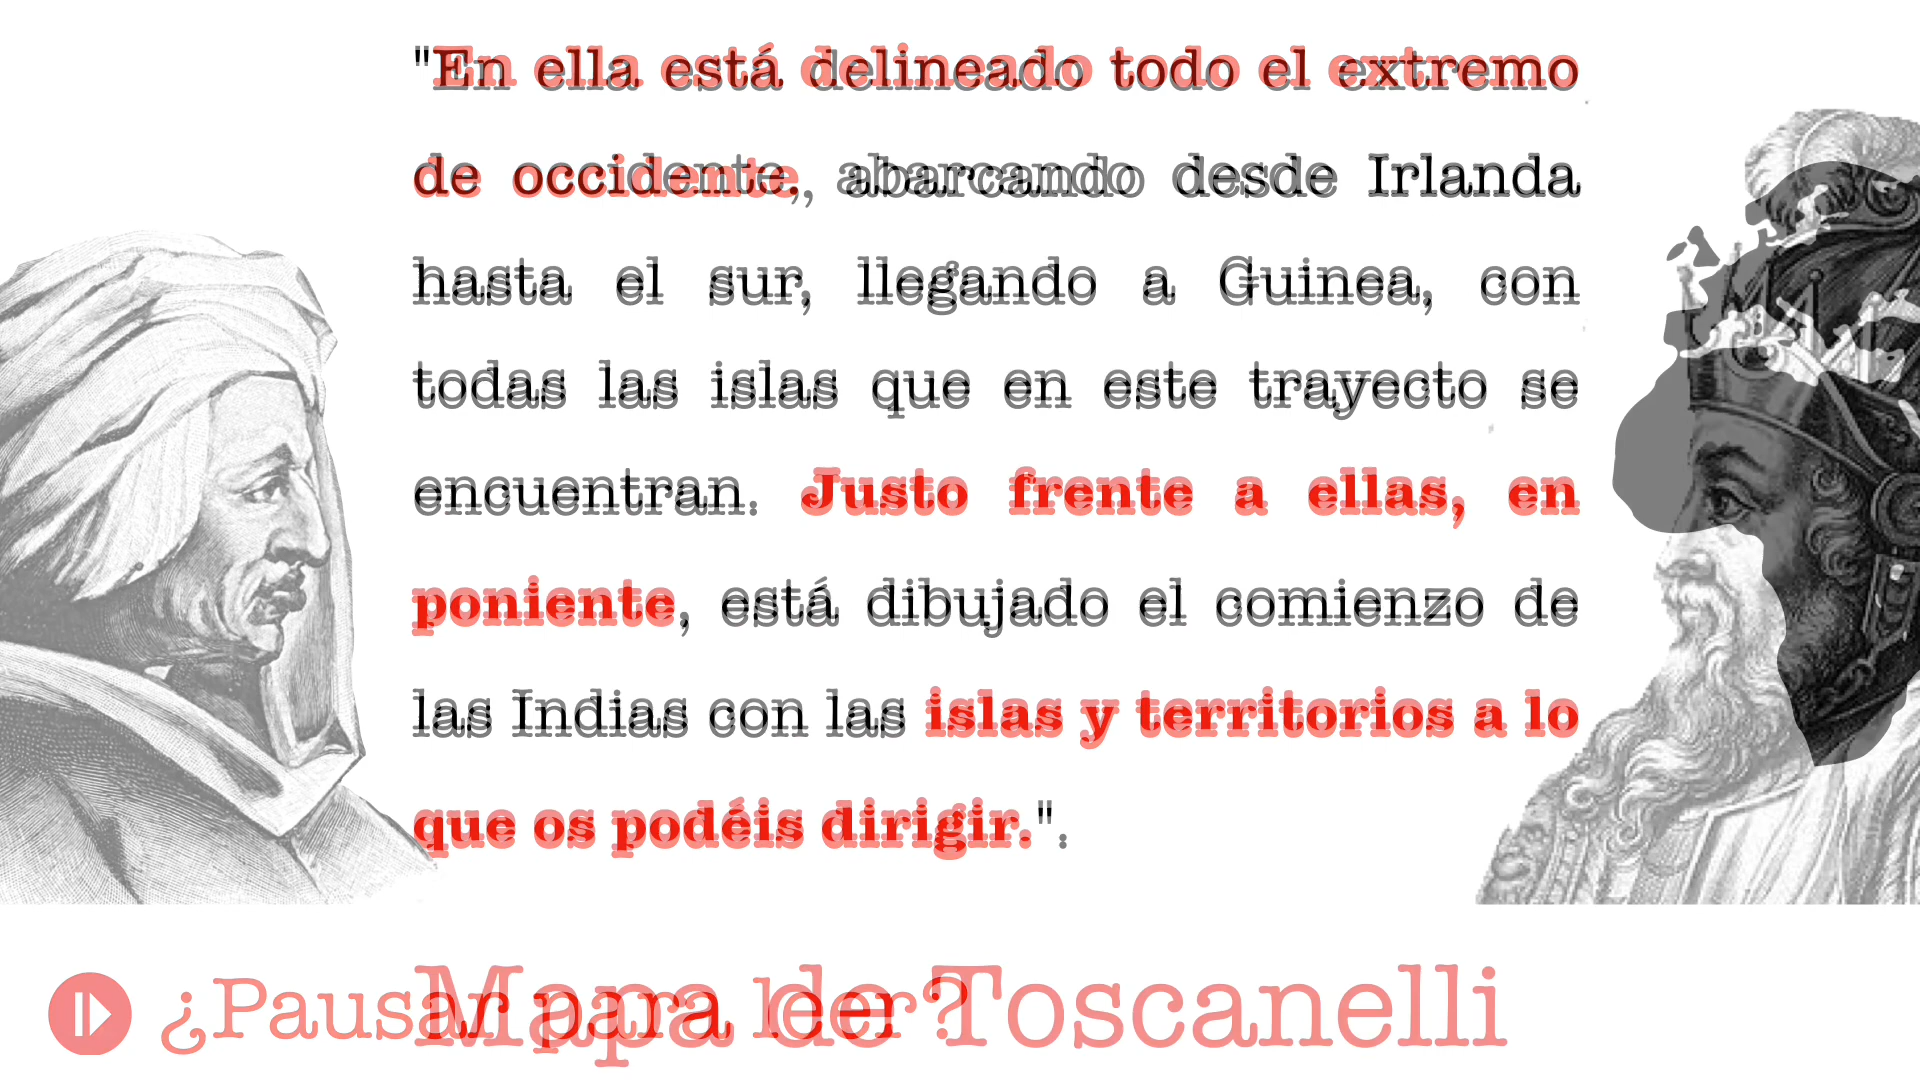 "En ella está delineado todo el extremo
de occidente, abarcando desde Irlanda
hasta el sur, llegando a Guinea, con
todas las islas que en este trayecto se
encuentran. Justo frente a ellas, en
poniente, está dibujado el comienzo de
las Indias con las islas y territorios a lo
que os podéis dirigir.".
¿Pausar para leer?
Mapa de Toscanelli